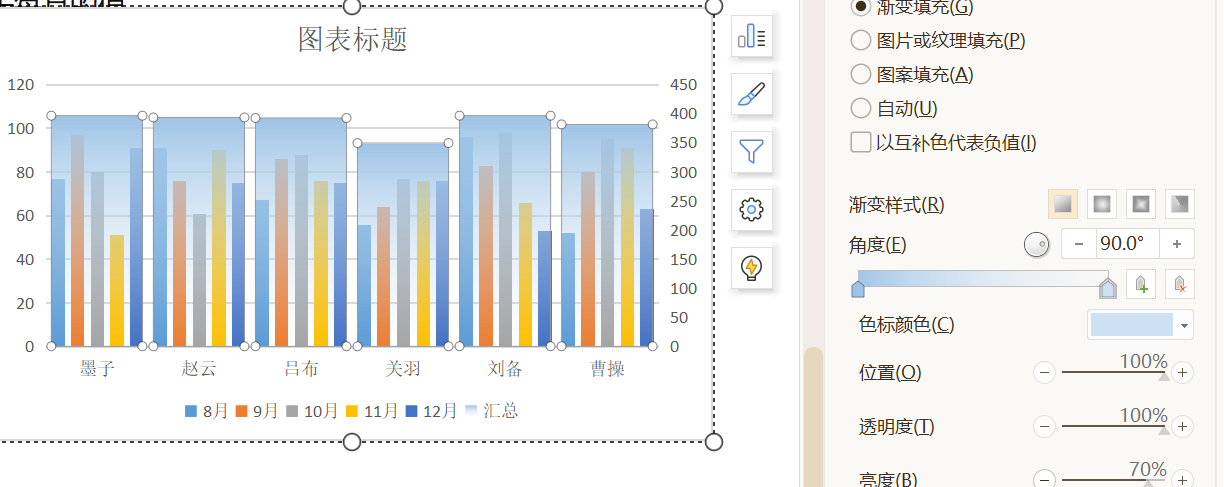 图表标题
120
100
80
60
40
20
0
450
400
350
300
250
200
150
100
50
0
墨子 赵云 吕布 关羽 刘备 曹操
8月 9月 10月 11月 12月 汇总
渐变填充(G)
图片或纹理填充(P)
图案填充(A)
自动(U)
以互补色代表负值(I)
渐变样式(R)
角度(E) − 90.0° +
色标颜色(C)
位置(O) − 100% +
透明度(T) − 100% +
亮度(B) − 70% +